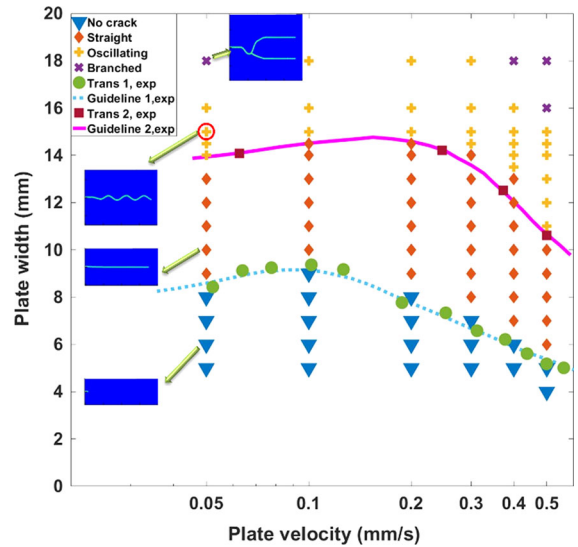 18
16
14
12
10
8
6
4
2
0
Plate width (mm)
No crack
Straight
Oscillating
Branched
Trans 1, exp
Guideline 1,exp
Trans 2, exp
Guideline 2,exp
0.05 0.1 0.2 0.3 0.4 0.5
Plate velocity (mm/s)